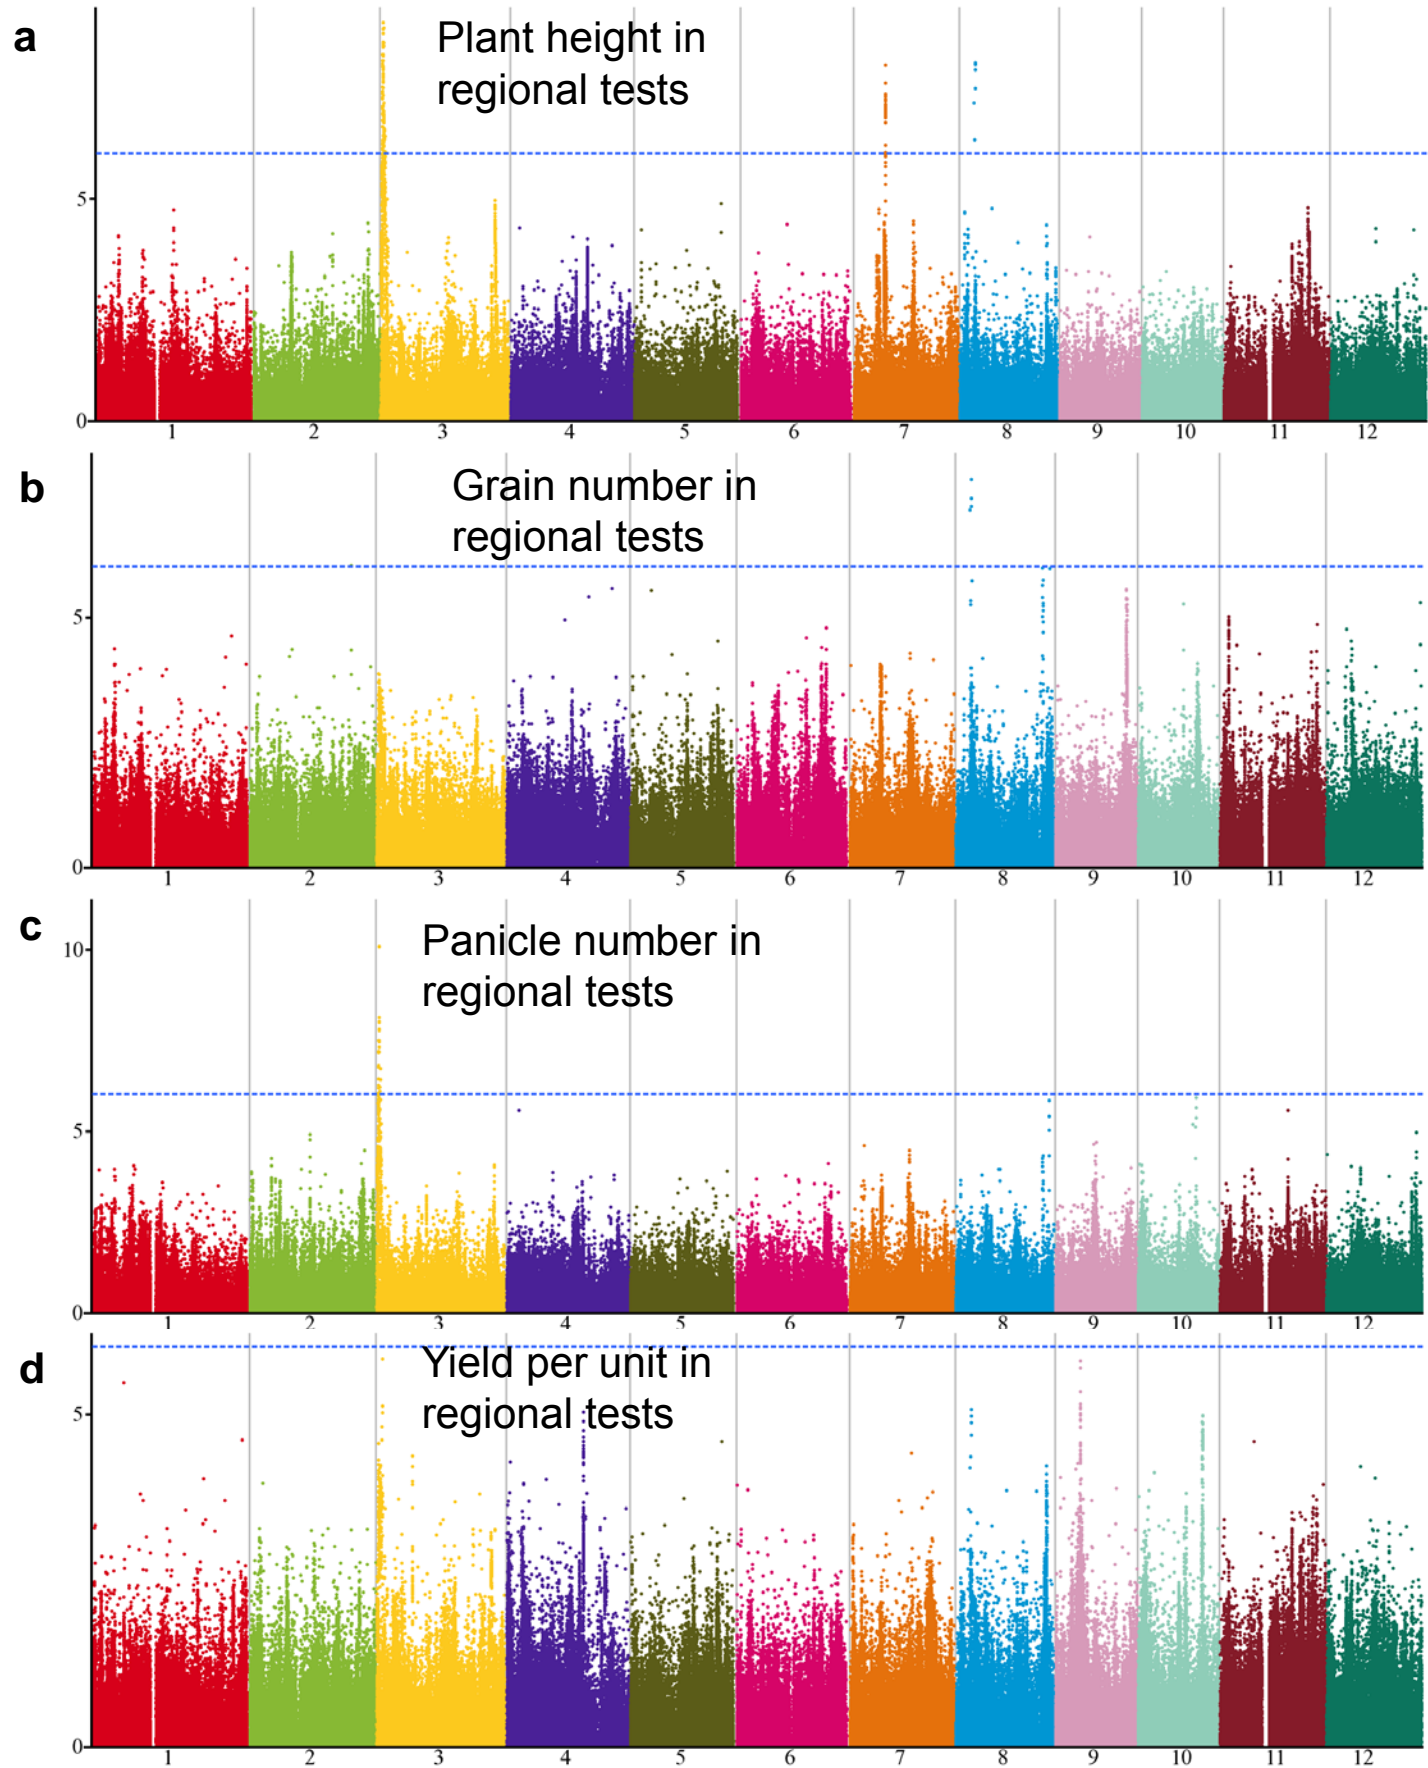 a
Plant height in
regional tests
5
0
1 2 3 4 5 6 7 8 9 10 11 12
b
Grain number in
regional tests
5
0
1 2 3 4 5 6 7 8 9 10 11 12
c
Panicle number in
regional tests
10
5
0
1 2 3 4 5 6 7 8 9 10 11 12
d
Yield per unit in
regional tests
5
0
1 2 3 4 5 6 7 8 9 10 11 12